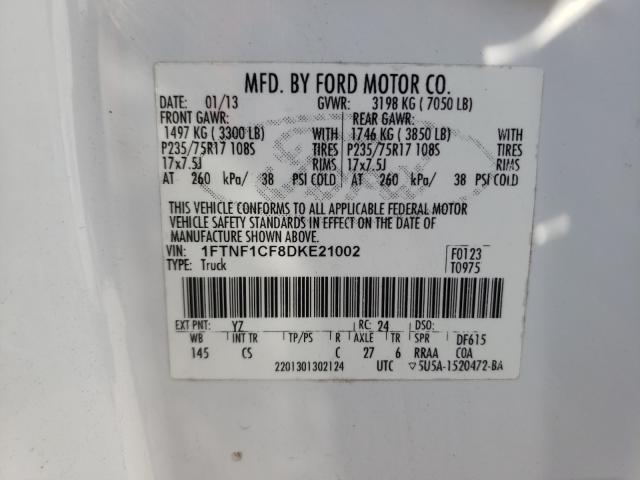 MFD. BY FORD MOTOR CO.
DATE: 01/13 GVWR: 3198 KG ( 7050 LB)
FRONT GAWR: REAR GAWR:
1497 KG ( 3300 LB) WITH 1746 KG ( 3850 LB) WITH
P235/75R17 108S TIRES P235/75R17 108S TIRES
17x7.5J RIMS 17x7.5J RIMS
AT 260 kPa/ 38 PSI COLD AT 260 kPa/ 38 PSI COLD
THIS VEHICLE CONFORMS TO ALL APPLICABLE FEDERAL MOTOR
VEHICLE SAFETY STANDARDS IN EFFECT ON THE DATE OF
MANUFACTURE SHOWN ABOVE.
VIN: 1FTNF1CF8DKE21002 F0123
TYPE: Truck T0975
EXT PNT: YZ RC: 24 DSO:
WB INT TR TP/PS R AXLE TR SPR DF615
145 CS C 27 6 RRAA COA
2201301302124 UTC ▽5U5A-1520472-BA